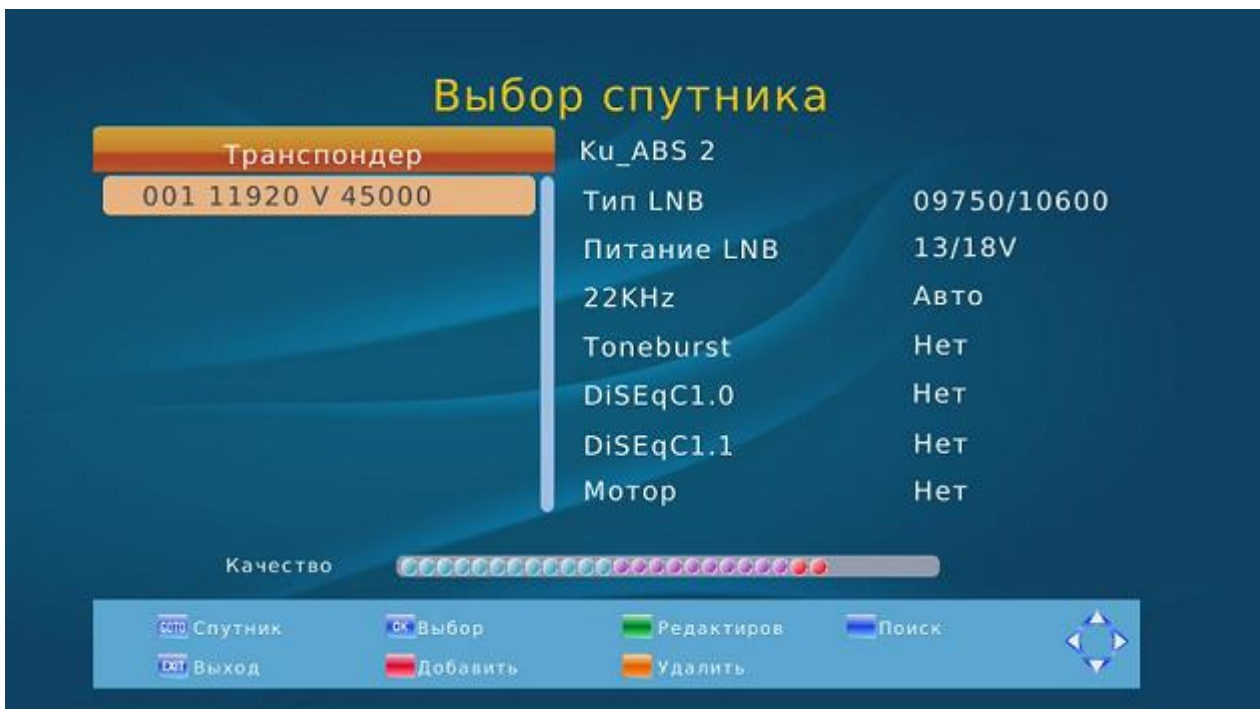 Выбор спутника
Транспондер
001 11920 V 45000
Ku_ABS 2
Тип LNB 09750/10600
Питание LNB 13/18V
22KHz Авто
Toneburst Нет
DiSEqC1.0 Нет
DiSEqC1.1 Нет
Мотор Нет
Качество
GOTO Спутник OK Выбор Редактиров Поиск
EXIT Выход Добавить Удалить